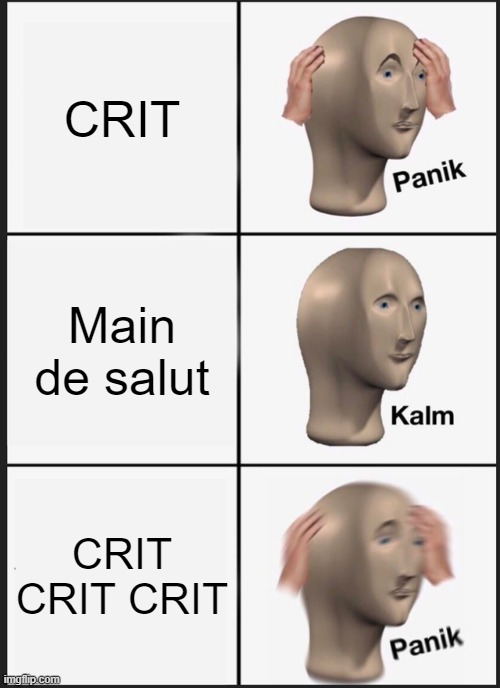 CRIT
Panik
Main
de salut
Kalm
CRIT
CRIT CRIT
Panik
imgflip.com